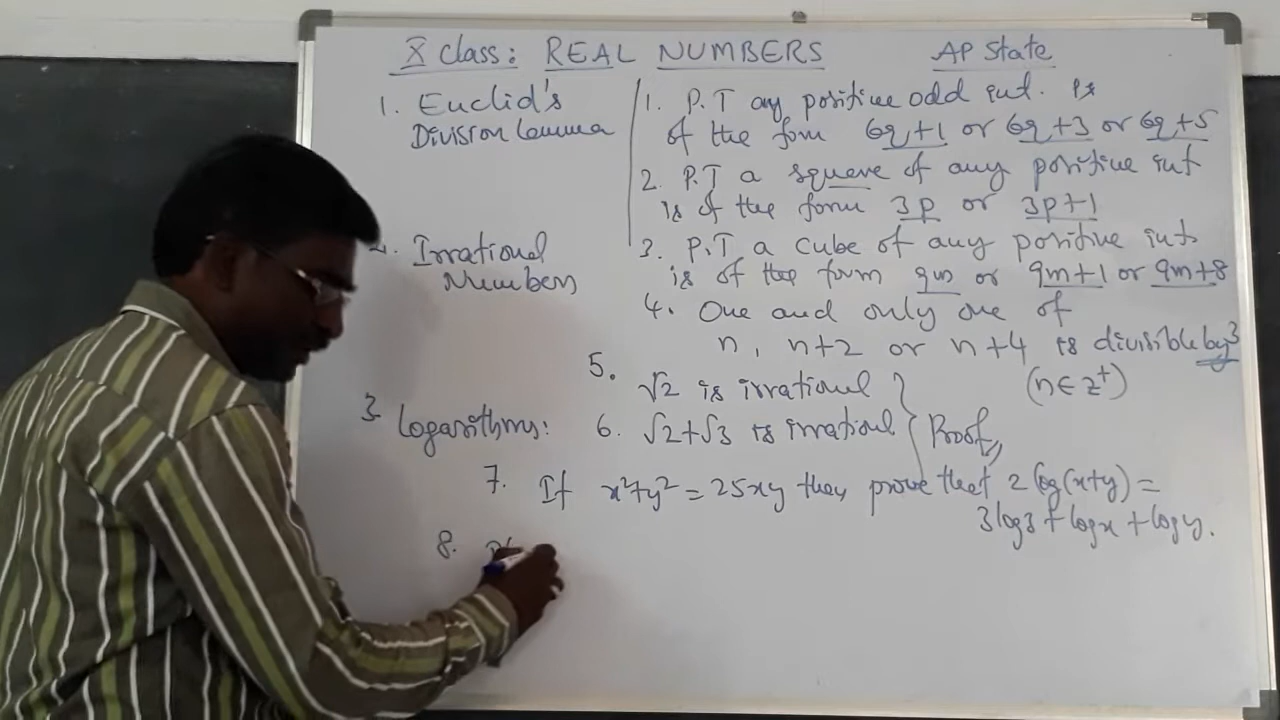 X class: REAL NUMBERS AP State
1. Euclid's
Division Lemma
1. P.T any positive odd int. is
of the form 6q+1 or 6q+3 or 6q+5
2. P.T a square of any positive int
is of the form 3p or 3p+1
Irrational
Numbers
3. P.T a cube of any positive int
is of the form 9m or 9m+1 or 9m+8
4. One and only one of
n, n+2 or n+4 is divisible by 3
(n∈z⁺)
5. √2 is irrational
3. Logarithms:
6. √2+√3 is irrational } Proof
7. If x²+y² = 25xy then prove that 2log(x+y) =
3log3 + logx + logy.
8.